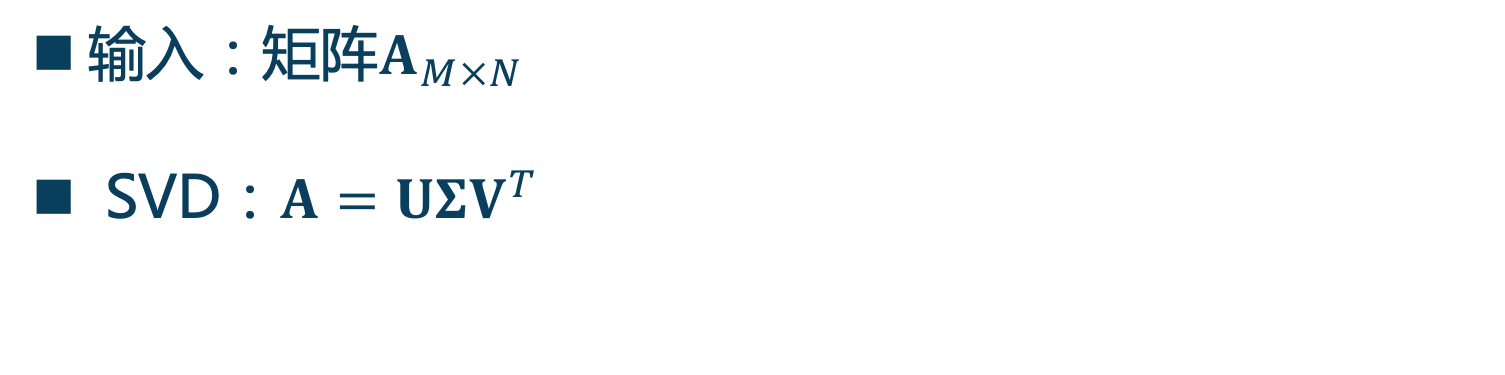 ■ 输入：矩阵𝐀_{M×N}
■ SVD：𝐀 = 𝐔𝚺𝐕^T